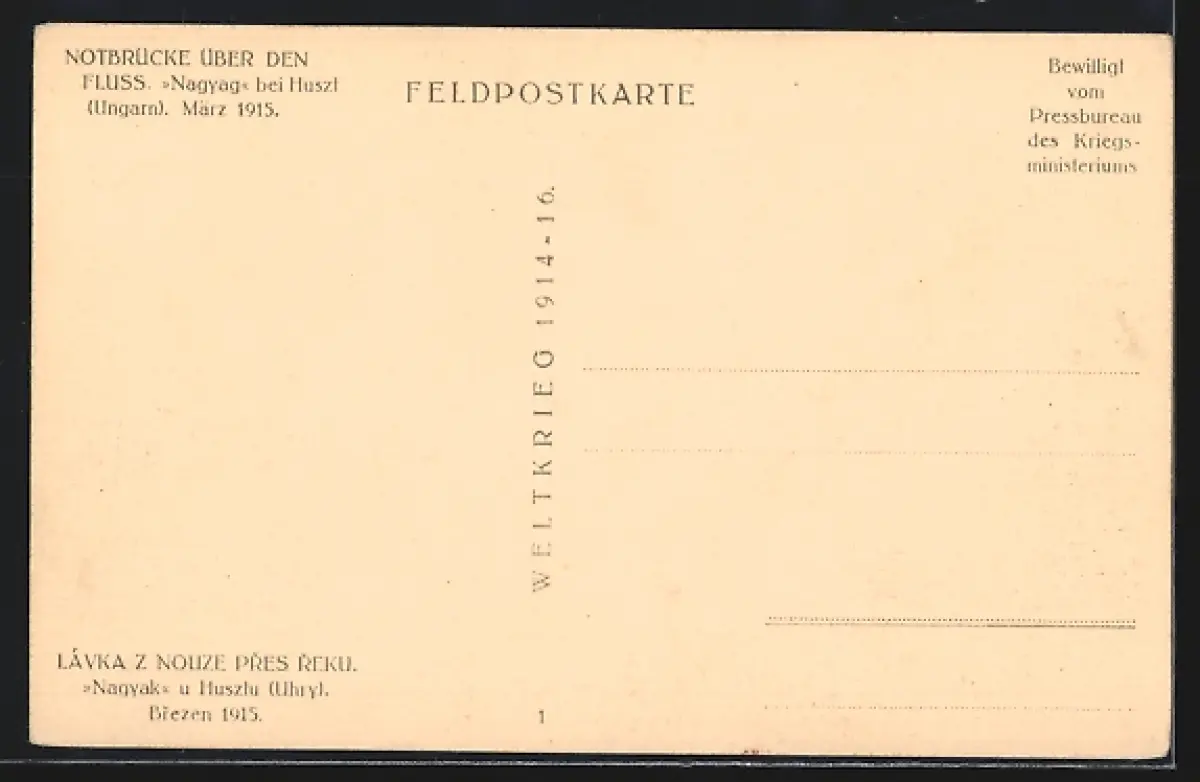 NOTBRÜCKE ÜBER DEN
FLUSS. »Nagyag« bei Huszt
(Ungarn). März 1915.
FELDPOSTKARTE
Bewilligt
vom
Pressbureau
des Kriegs-
ministeriums
WELTKRIEG 1914-16.
LÁVKA Z NOUZE PŘES ŘEKU.
»Nagyak« u Husztu (Uhry).
Březen 1915.
1